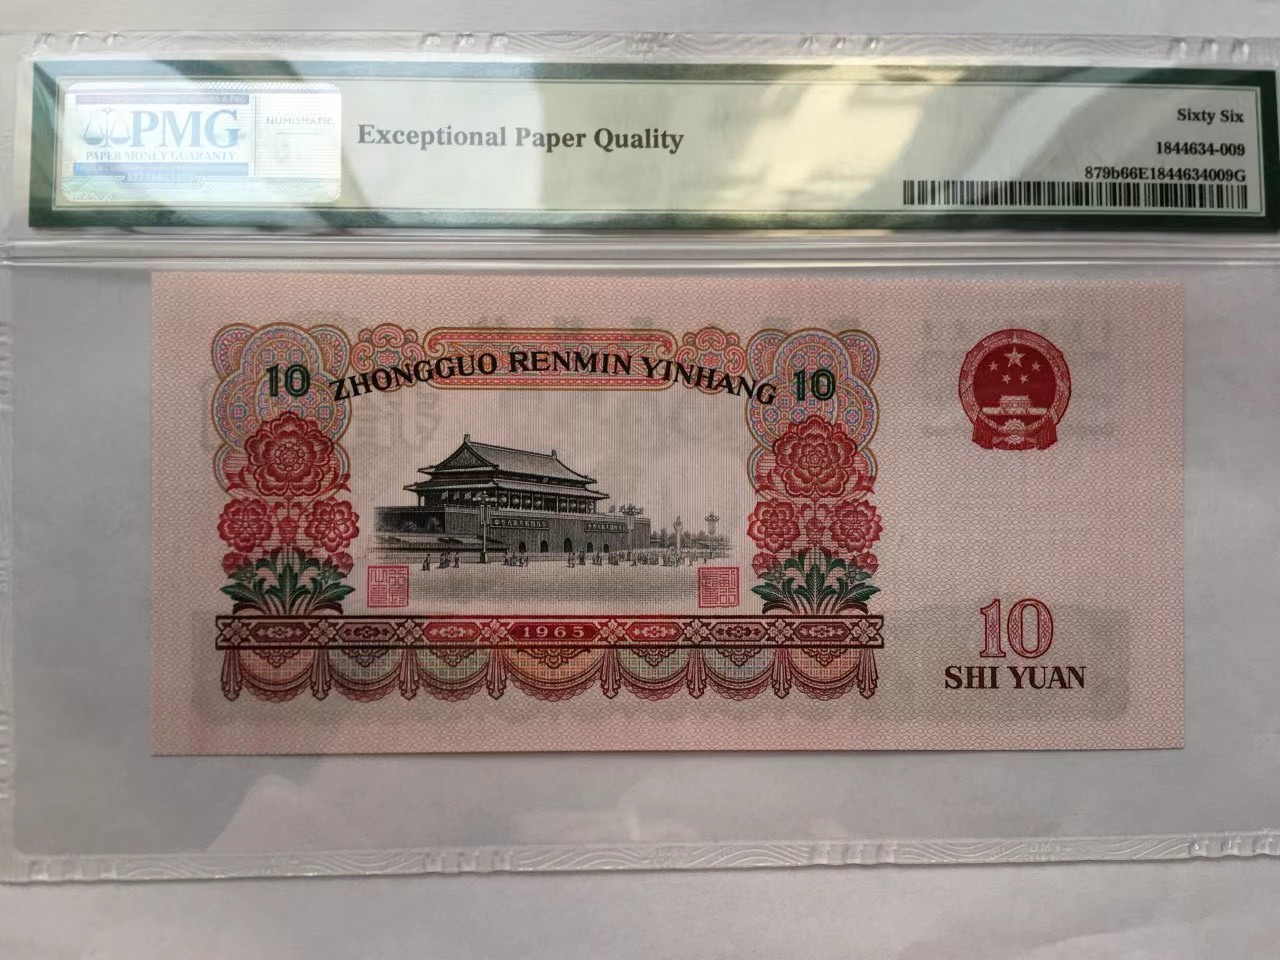 PMG
PAPER MONEY GUARANTY
NUMISMATIC
Exceptional Paper Quality
Sixty Six
1844634-009
879b66E1844634009G
ZHONGGUO RENMIN YINHANG
10
10
1965
10
SHI YUAN